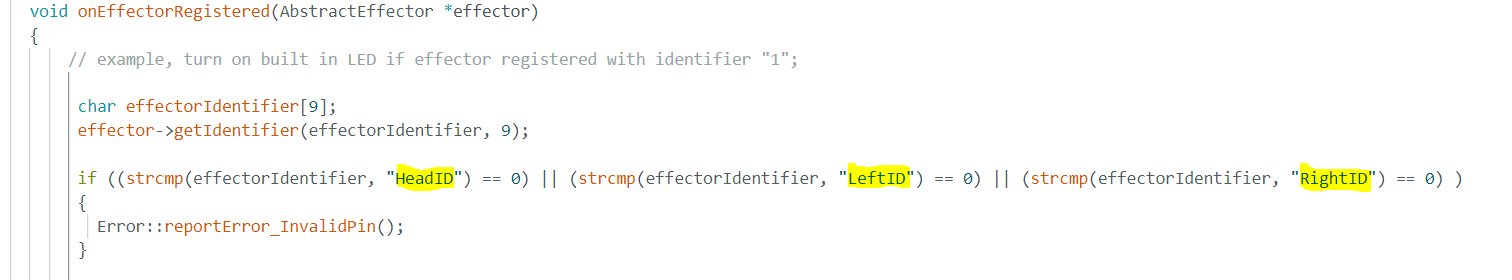 void onEffectorRegistered(AbstractEffector *effector)
{
// example, turn on built in LED if effector registered with identifier "1";
char effectorIdentifier[9];
effector->getIdentifier(effectorIdentifier, 9);
if ((strcmp(effectorIdentifier, "HeadID") == 0) || (strcmp(effectorIdentifier, "LeftID") == 0) || (strcmp(effectorIdentifier, "RightID") == 0) )
{
Error::reportError_InvalidPin();
}